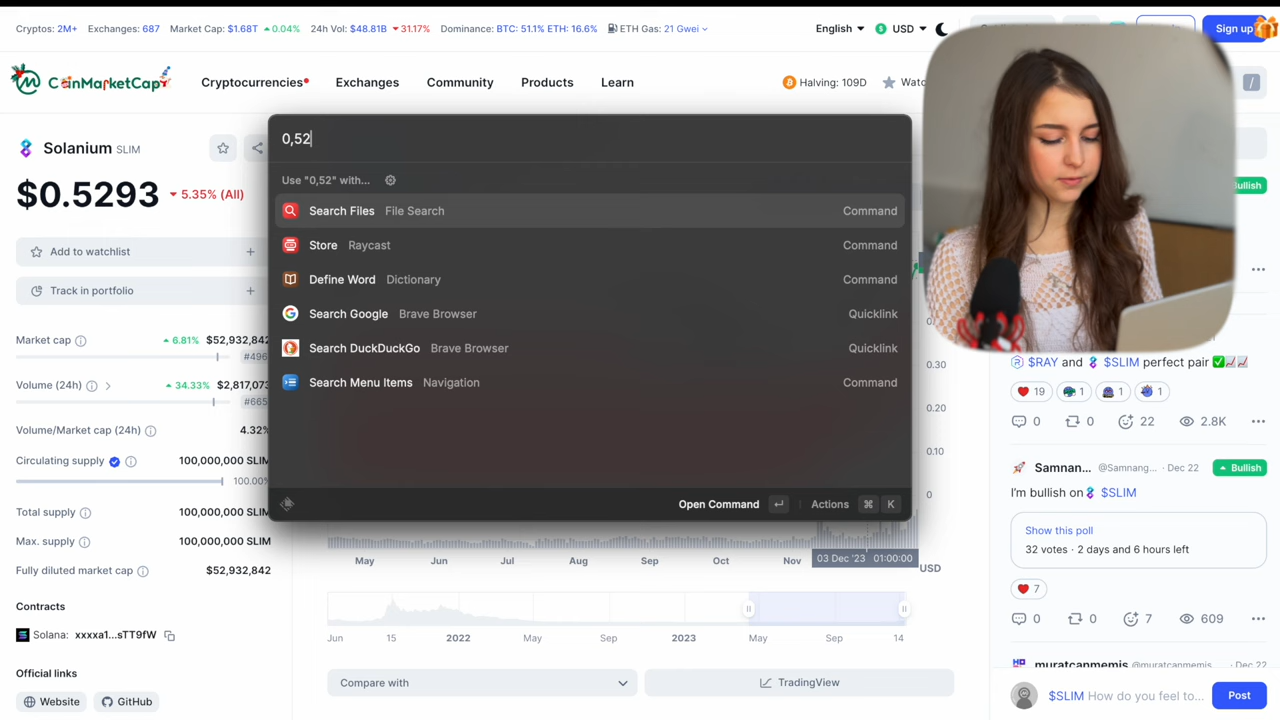 Cryptos: 2M+ Exchanges: 687 Market Cap: $1.68T 0.04% 24h Vol: $48.81B 31.17% Dominance: BTC: 51.1% ETH: 16.6% ETH Gas: 21 Gwei English USD Sign up
CoinMarketCap Cryptocurrencies Exchanges Community Products Learn Halving: 109D /
Solanium SLIM
$0.5293 5.35% (All)
Add to watchlist +
Track in portfolio +
Market cap 6.81% $52,932,842
#496
Volume (24h) 34.33% $2,817,073
#665
Volume/Market cap (24h) 4.32%
Circulating supply 100,000,000 SLIM
Total supply 100,000,000 SLIM
Max. supply 100,000,000 SLIM
Fully diluted market cap $52,932,842
Contracts
Solana: xxxxa1...sTT9fW
Official links
Website GitHub
0,52
Use "0,52" with...
Search Files File Search Command
Store Raycast Command
Define Word Dictionary Command
Search Google Brave Browser Quicklink
Search DuckDuckGo Brave Browser Quicklink
Search Menu Items Navigation Command
Open Command Actions ⌘ K
0.30
0.20
0.10
0
May Jun Jul Aug Sep Oct Nov 03 Dec '23 01:00:00 USD
Jun 15 2022 May Sep 2023 May Sep 14
Compare with TradingView
$RAY and $SLIM perfect pair
19 1 1 1
0 0 22 2.8K
Samnan... @Samnang... · Dec 22 Bullish
I'm bullish on $SLIM
Show this poll
32 votes · 2 days and 6 hours left
7
0 0 7 609
muratcanmemis @muratcanmemis Dec 22
$SLIM How do you feel to... Post